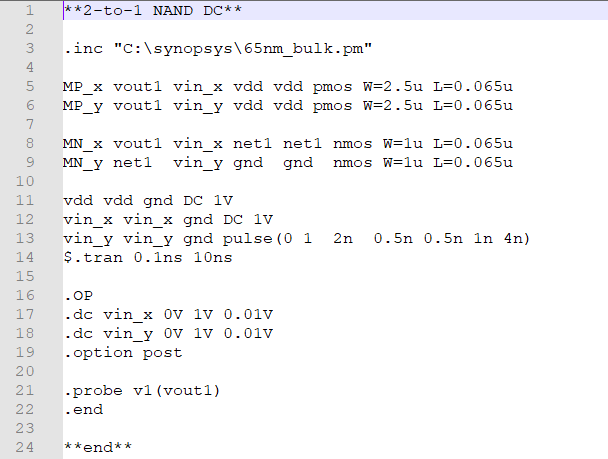 1 **2-to-1 NAND DC**
2
3 .inc "C:\synopsys\65nm_bulk.pm"
4
5 MP_x vout1 vin_x vdd vdd pmos W=2.5u L=0.065u
6 MP_y vout1 vin_y vdd vdd pmos W=2.5u L=0.065u
7
8 MN_x vout1 vin_x net1 net1 nmos W=1u L=0.065u
9 MN_y net1  vin_y gnd  gnd  nmos W=1u L=0.065u
10
11 vdd vdd gnd DC 1V
12 vin_x vin_x gnd DC 1V
13 vin_y vin_y gnd pulse(0 1  2n  0.5n 0.5n 1n 4n)
14 $.tran 0.1ns 10ns
15
16 .OP
17 .dc vin_x 0V 1V 0.01V
18 .dc vin_y 0V 1V 0.01V
19 .option post
20
21 .probe v1(vout1)
22 .end
23
24 **end**